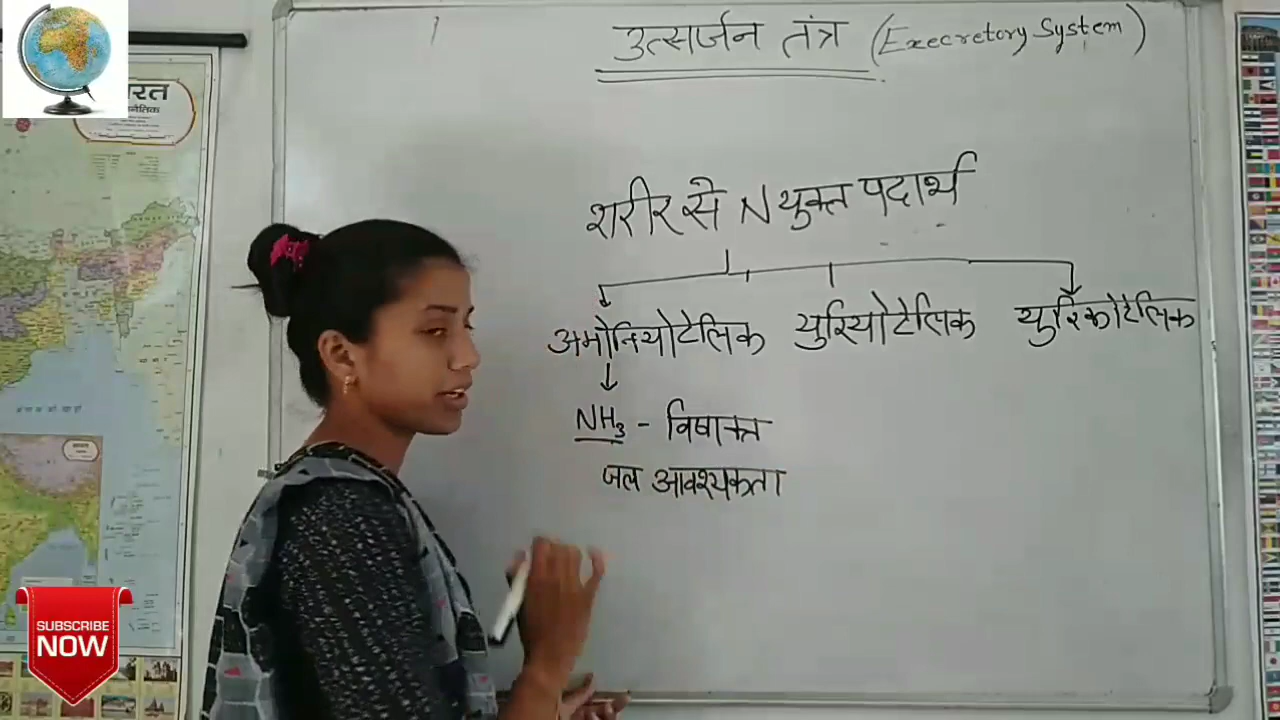 उत्सर्जन तंत्र (Execretory System)
शरीर से N युक्त पदार्थ
अमोनियोटेलिक युरियोटेलिक युरिकोटेलिक
NH₃ - विषाक्त
जल आवश्यकता
SUBSCRIBE
NOW